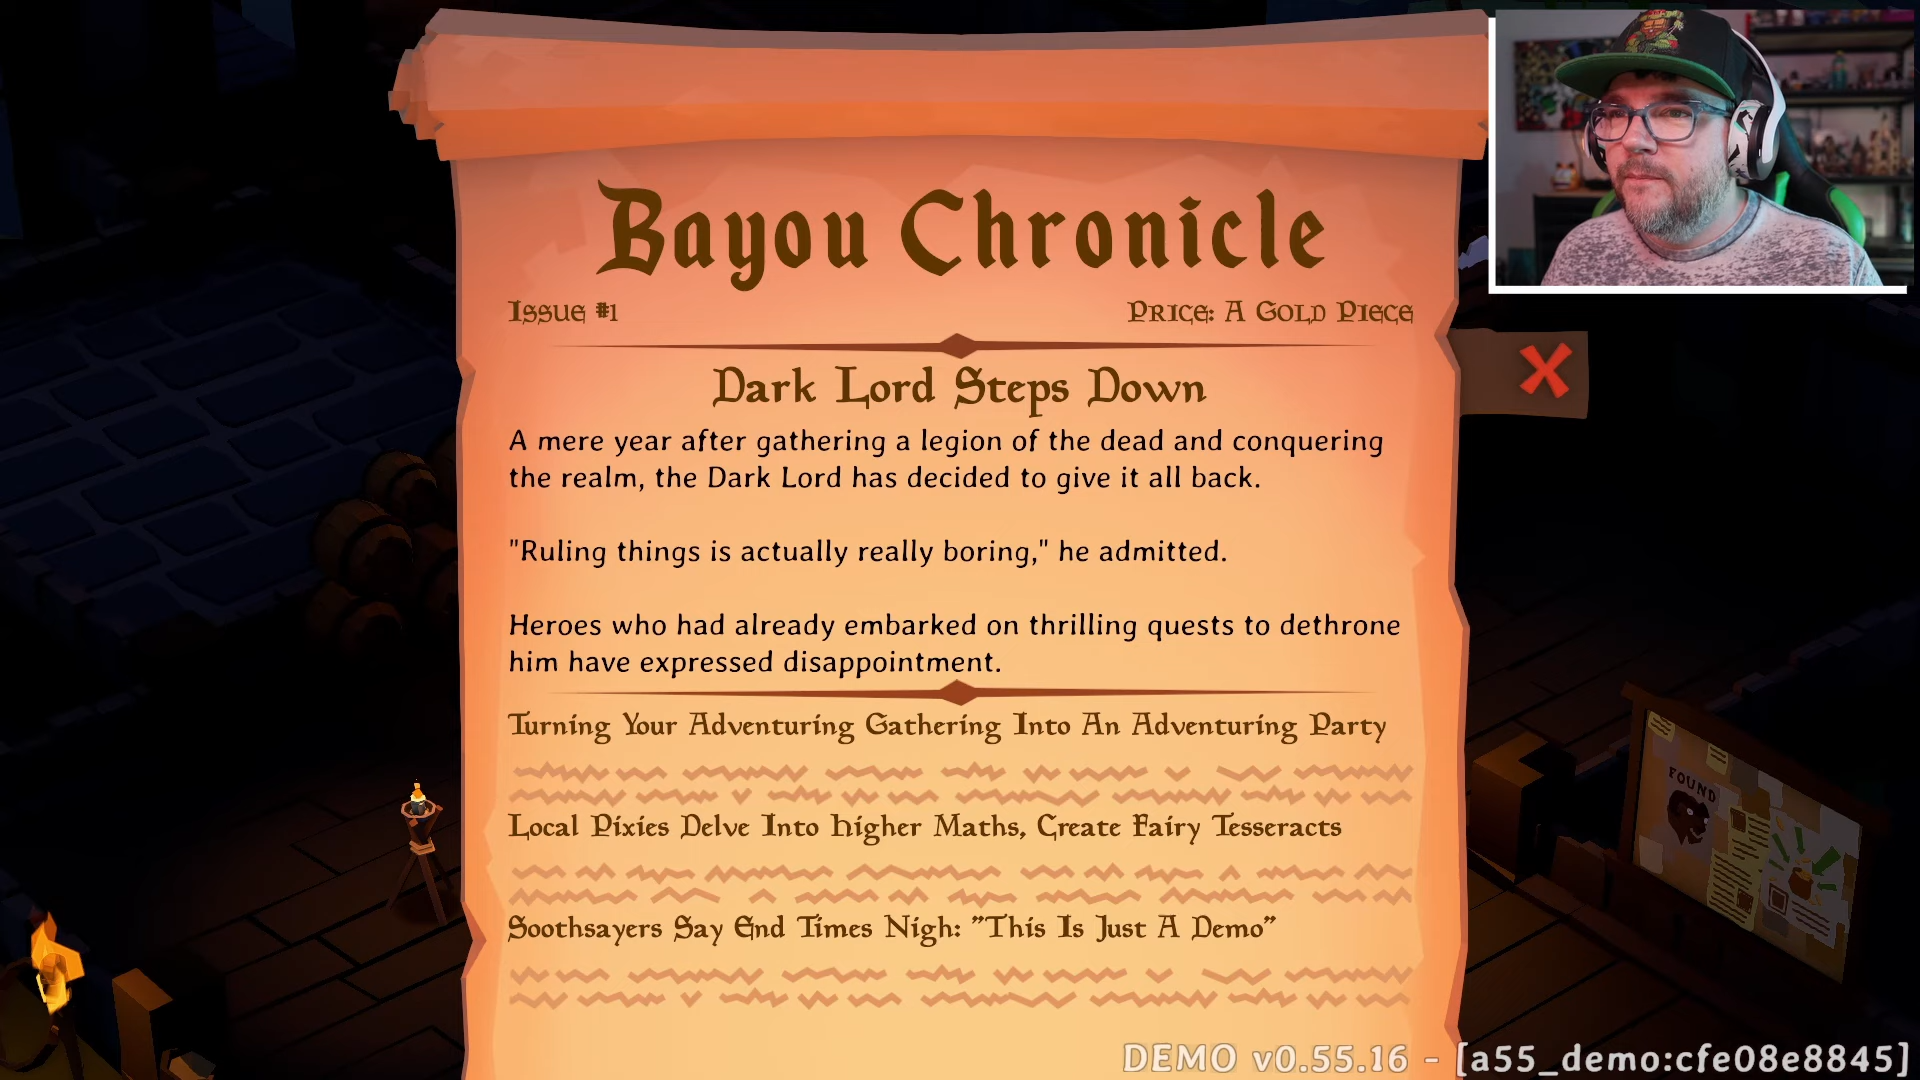 Bayou Chronicle
Issue #1
Price: A Gold Piece
Dark Lord Steps Down
A mere year after gathering a legion of the dead and conquering
the realm, the Dark Lord has decided to give it all back.
"Ruling things is actually really boring," he admitted.
Heroes who had already embarked on thrilling quests to dethrone
him have expressed disappointment.
Turning Your Adventuring Gathering Into An Adventuring Party
Local Pixies Delve Into Higher Maths, Create Fairy Tesseracts
Soothsayers Say End Times Nigh: "This Is Just A Demo"
FOUND
DEMO v0.55.16 - [a55_demo:cfe08e8845]